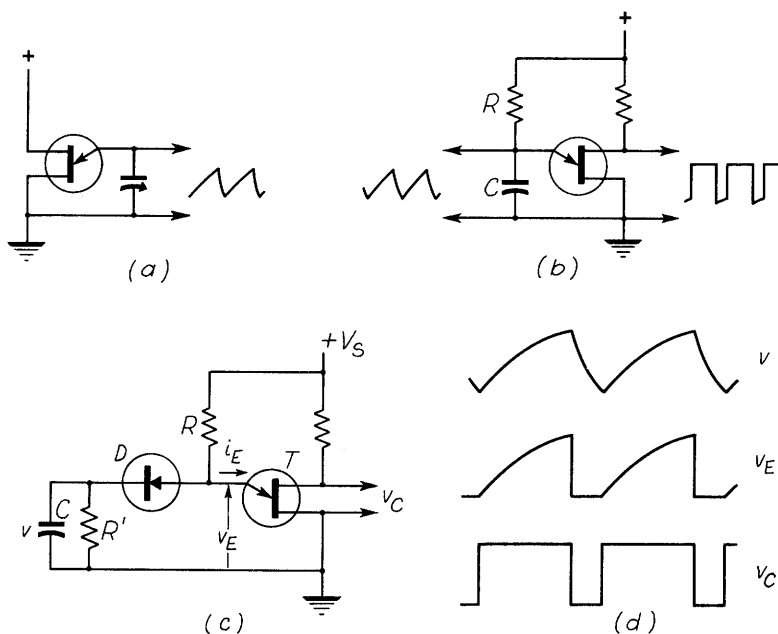 +
+
R
C
(a)
(b)
+V_S
R
D
i_E
T
C
R'
v
v_E
v_C
(c)
v
v_E
v_C
(d)